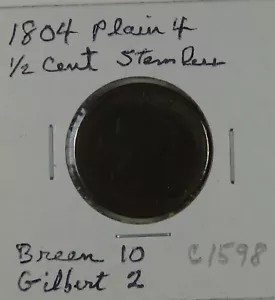 1804 Plain 4
½ Cent Stemless
Breen 10
C1598
Gilbert 2